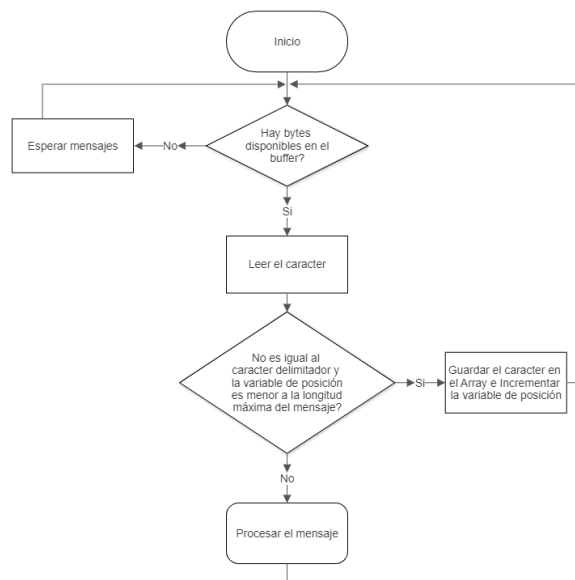 Inicio
Hay bytes
disponibles en el
buffer?
No
Esperar mensajes
Si
Leer el caracter
No es igual al
caracter delimitador y
la variable de posición
es menor a la longitud
máxima del mensaje?
Si
Guardar el caracter en
el Array e Incrementar
la variable de posición
No
Procesar el mensaje